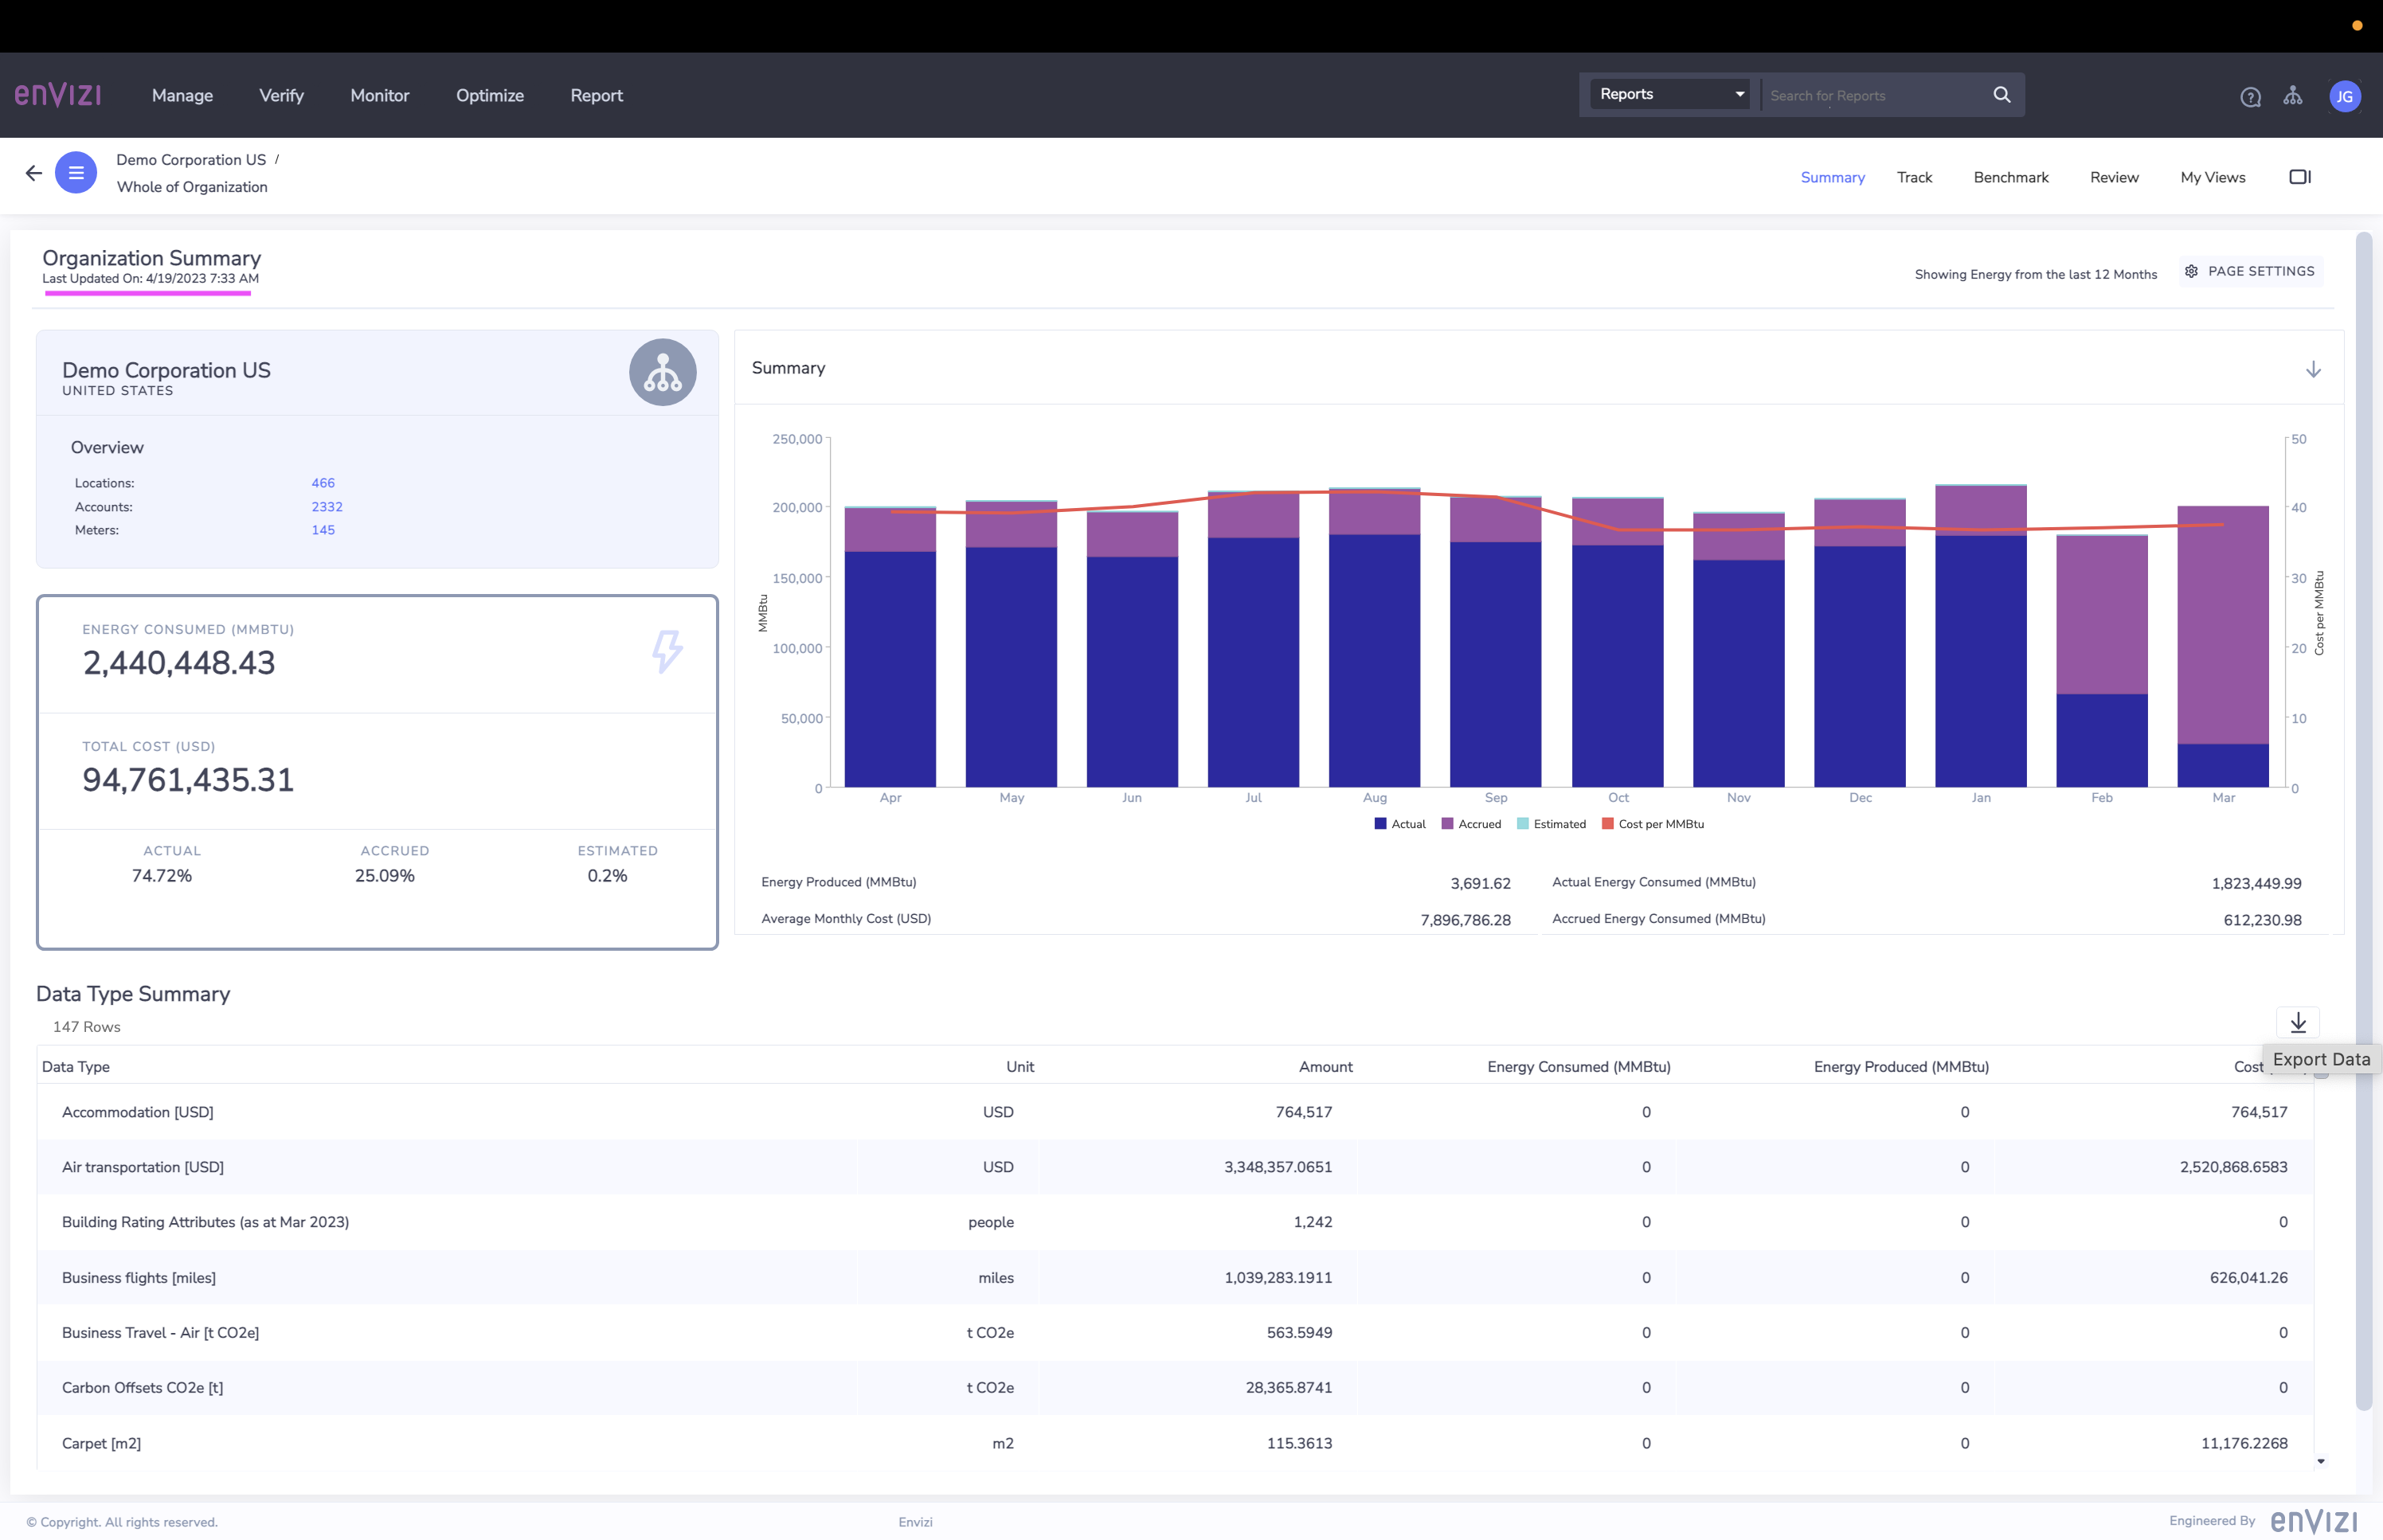 enVIZI
Manage Verify Monitor Optimize Report
Reports
Search for Reports
JG
Demo Corporation US /
Whole of Organization
Summary Track Benchmark Review My Views
Organization Summary
Last Updated On: 4/19/2023 7:33 AM
Showing Energy from the last 12 Months
PAGE SETTINGS
Demo Corporation US
UNITED STATES
Overview
Locations: 466
Accounts: 2332
Meters: 145
ENERGY CONSUMED (MMBTU)
2,440,448.43
TOTAL COST (USD)
94,761,435.31
ACTUAL ACCRUED ESTIMATED
74.72% 25.09% 0.2%
Summary
250,000
200,000
150,000
100,000
50,000
0
MMBtu
50
40
30
20
10
0
Cost per MMBtu
Apr May Jun Jul Aug Sep Oct Nov Dec Jan Feb Mar
Actual Accrued Estimated Cost per MMBtu
Energy Produced (MMBtu) 3,691.62 Actual Energy Consumed (MMBtu) 1,823,449.99
Average Monthly Cost (USD) 7,896,786.28 Accrued Energy Consumed (MMBtu) 612,230.98
Data Type Summary
147 Rows
Export Data
Data Type Unit Amount Energy Consumed (MMBtu) Energy Produced (MMBtu) Cost
Accommodation [USD] USD 764,517 0 0 764,517
Air transportation [USD] USD 3,348,357.0651 0 0 2,520,868.6583
Building Rating Attributes (as at Mar 2023) people 1,242 0 0 0
Business flights [miles] miles 1,039,283.1911 0 0 626,041.26
Business Travel - Air [t CO2e] t CO2e 563.5949 0 0 0
Carbon Offsets CO2e [t] t CO2e 28,365.8741 0 0 0
Carpet [m2] m2 115.3613 0 0 11,176.2268
© Copyright. All rights reserved.
Envizi
Engineered By enVIZI